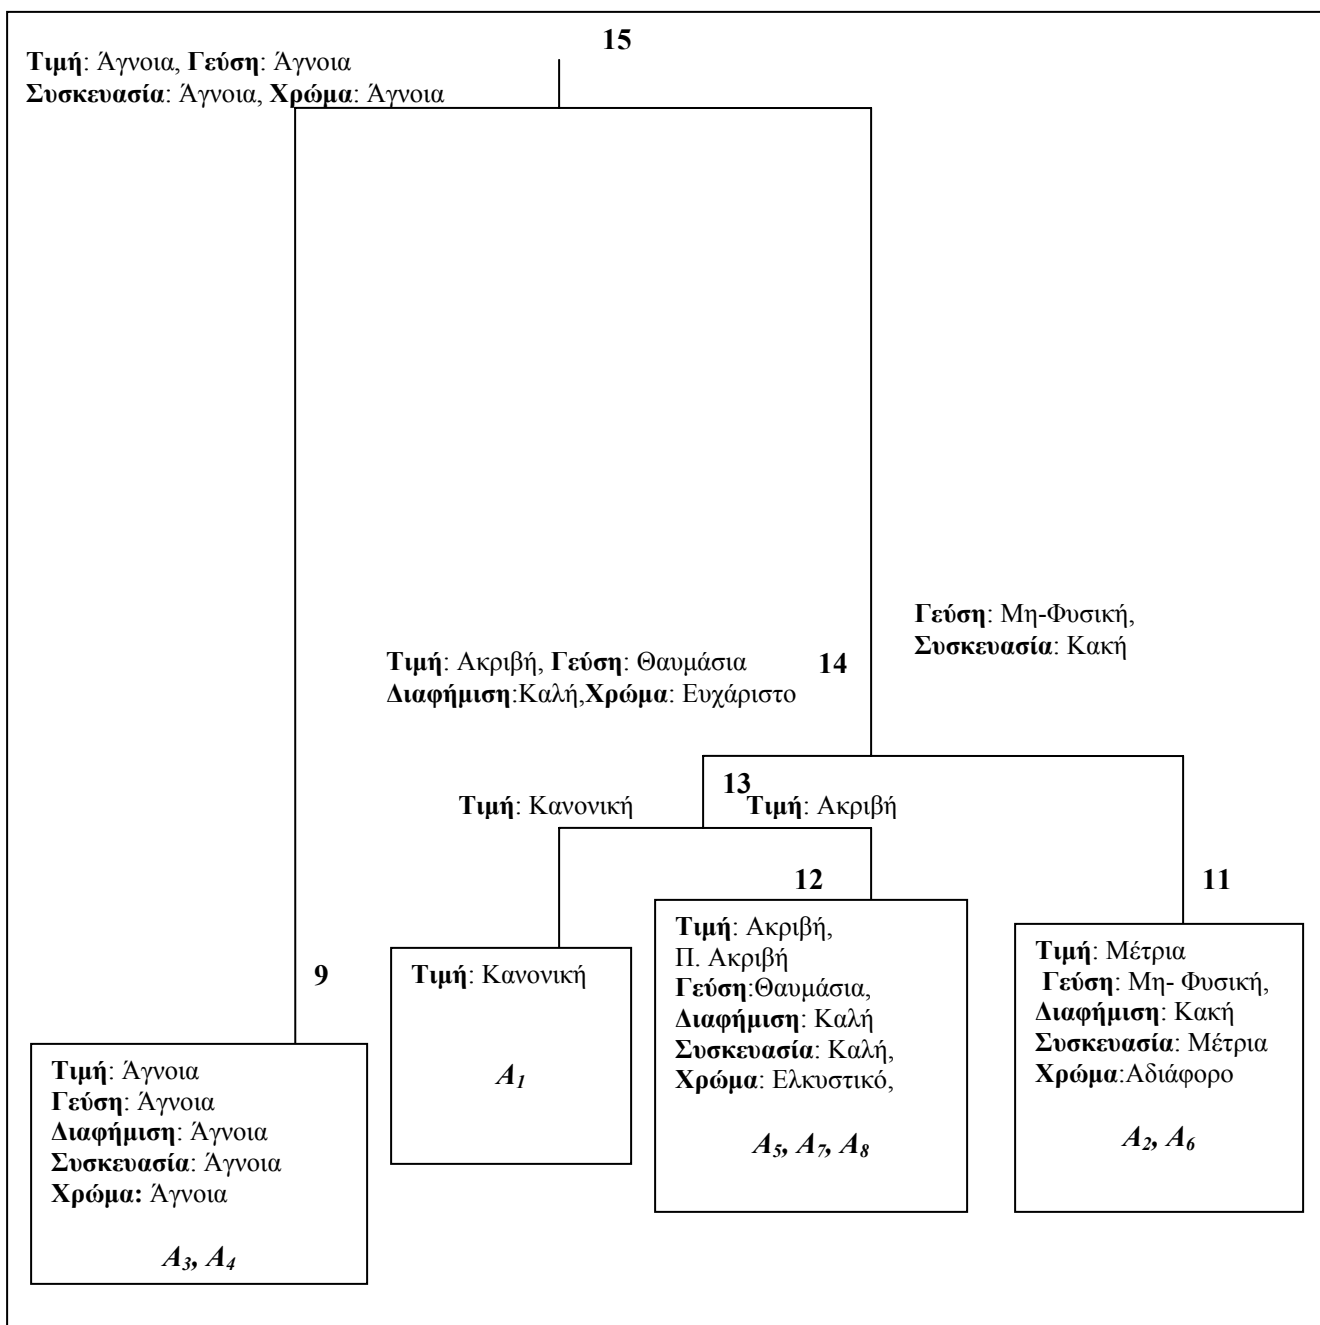 15
Τιμή: Άγνοια, Γεύση: Άγνοια
Συσκευασία: Άγνοια, Χρώμα: Άγνοια
Γεύση: Μη-Φυσική,
Συσκευασία: Κακή
Τιμή: Ακριβή, Γεύση: Θαυμάσια
Διαφήμιση:Καλή,Χρώμα: Ευχάριστο
14
13
Τιμή: Κανονική
Τιμή: Ακριβή
12
11
9
Τιμή: Άγνοια
Γεύση: Άγνοια
Διαφήμιση: Άγνοια
Συσκευασία: Άγνοια
Χρώμα: Άγνοια
A3, A4
Τιμή: Κανονική
A1
Τιμή: Ακριβή,
Π. Ακριβή
Γεύση:Θαυμάσια,
Διαφήμιση: Καλή
Συσκευασία: Καλή,
Χρώμα: Ελκυστικό,
A5, A7, A8
Τιμή: Μέτρια
Γεύση: Μη- Φυσική,
Διαφήμιση: Κακή
Συσκευασία: Μέτρια
Χρώμα:Αδιάφορο
A2, A6